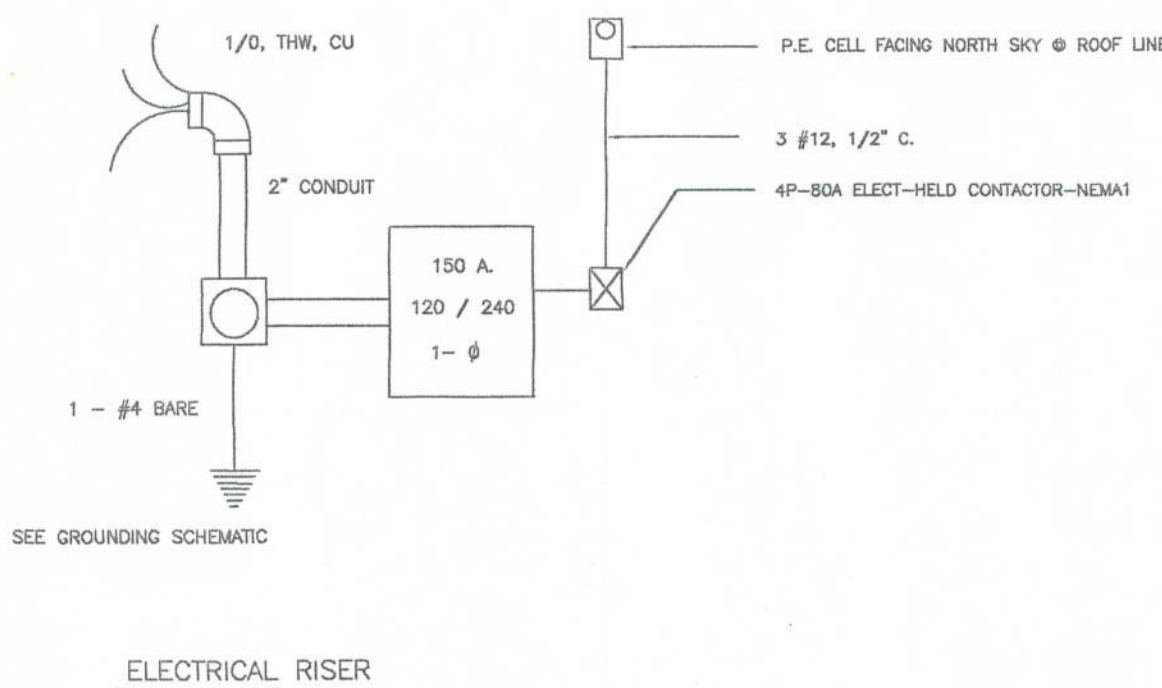 1/0, THW, CU
P.E. CELL FACING NORTH SKY @ ROOF LINE
3 #12, 1/2" C.
2" CONDUIT
4P-80A ELECT-HELD CONTACTOR-NEMA1
150 A.
120 / 240
1- ϕ
1 - #4 BARE
SEE GROUNDING SCHEMATIC
ELECTRICAL RISER